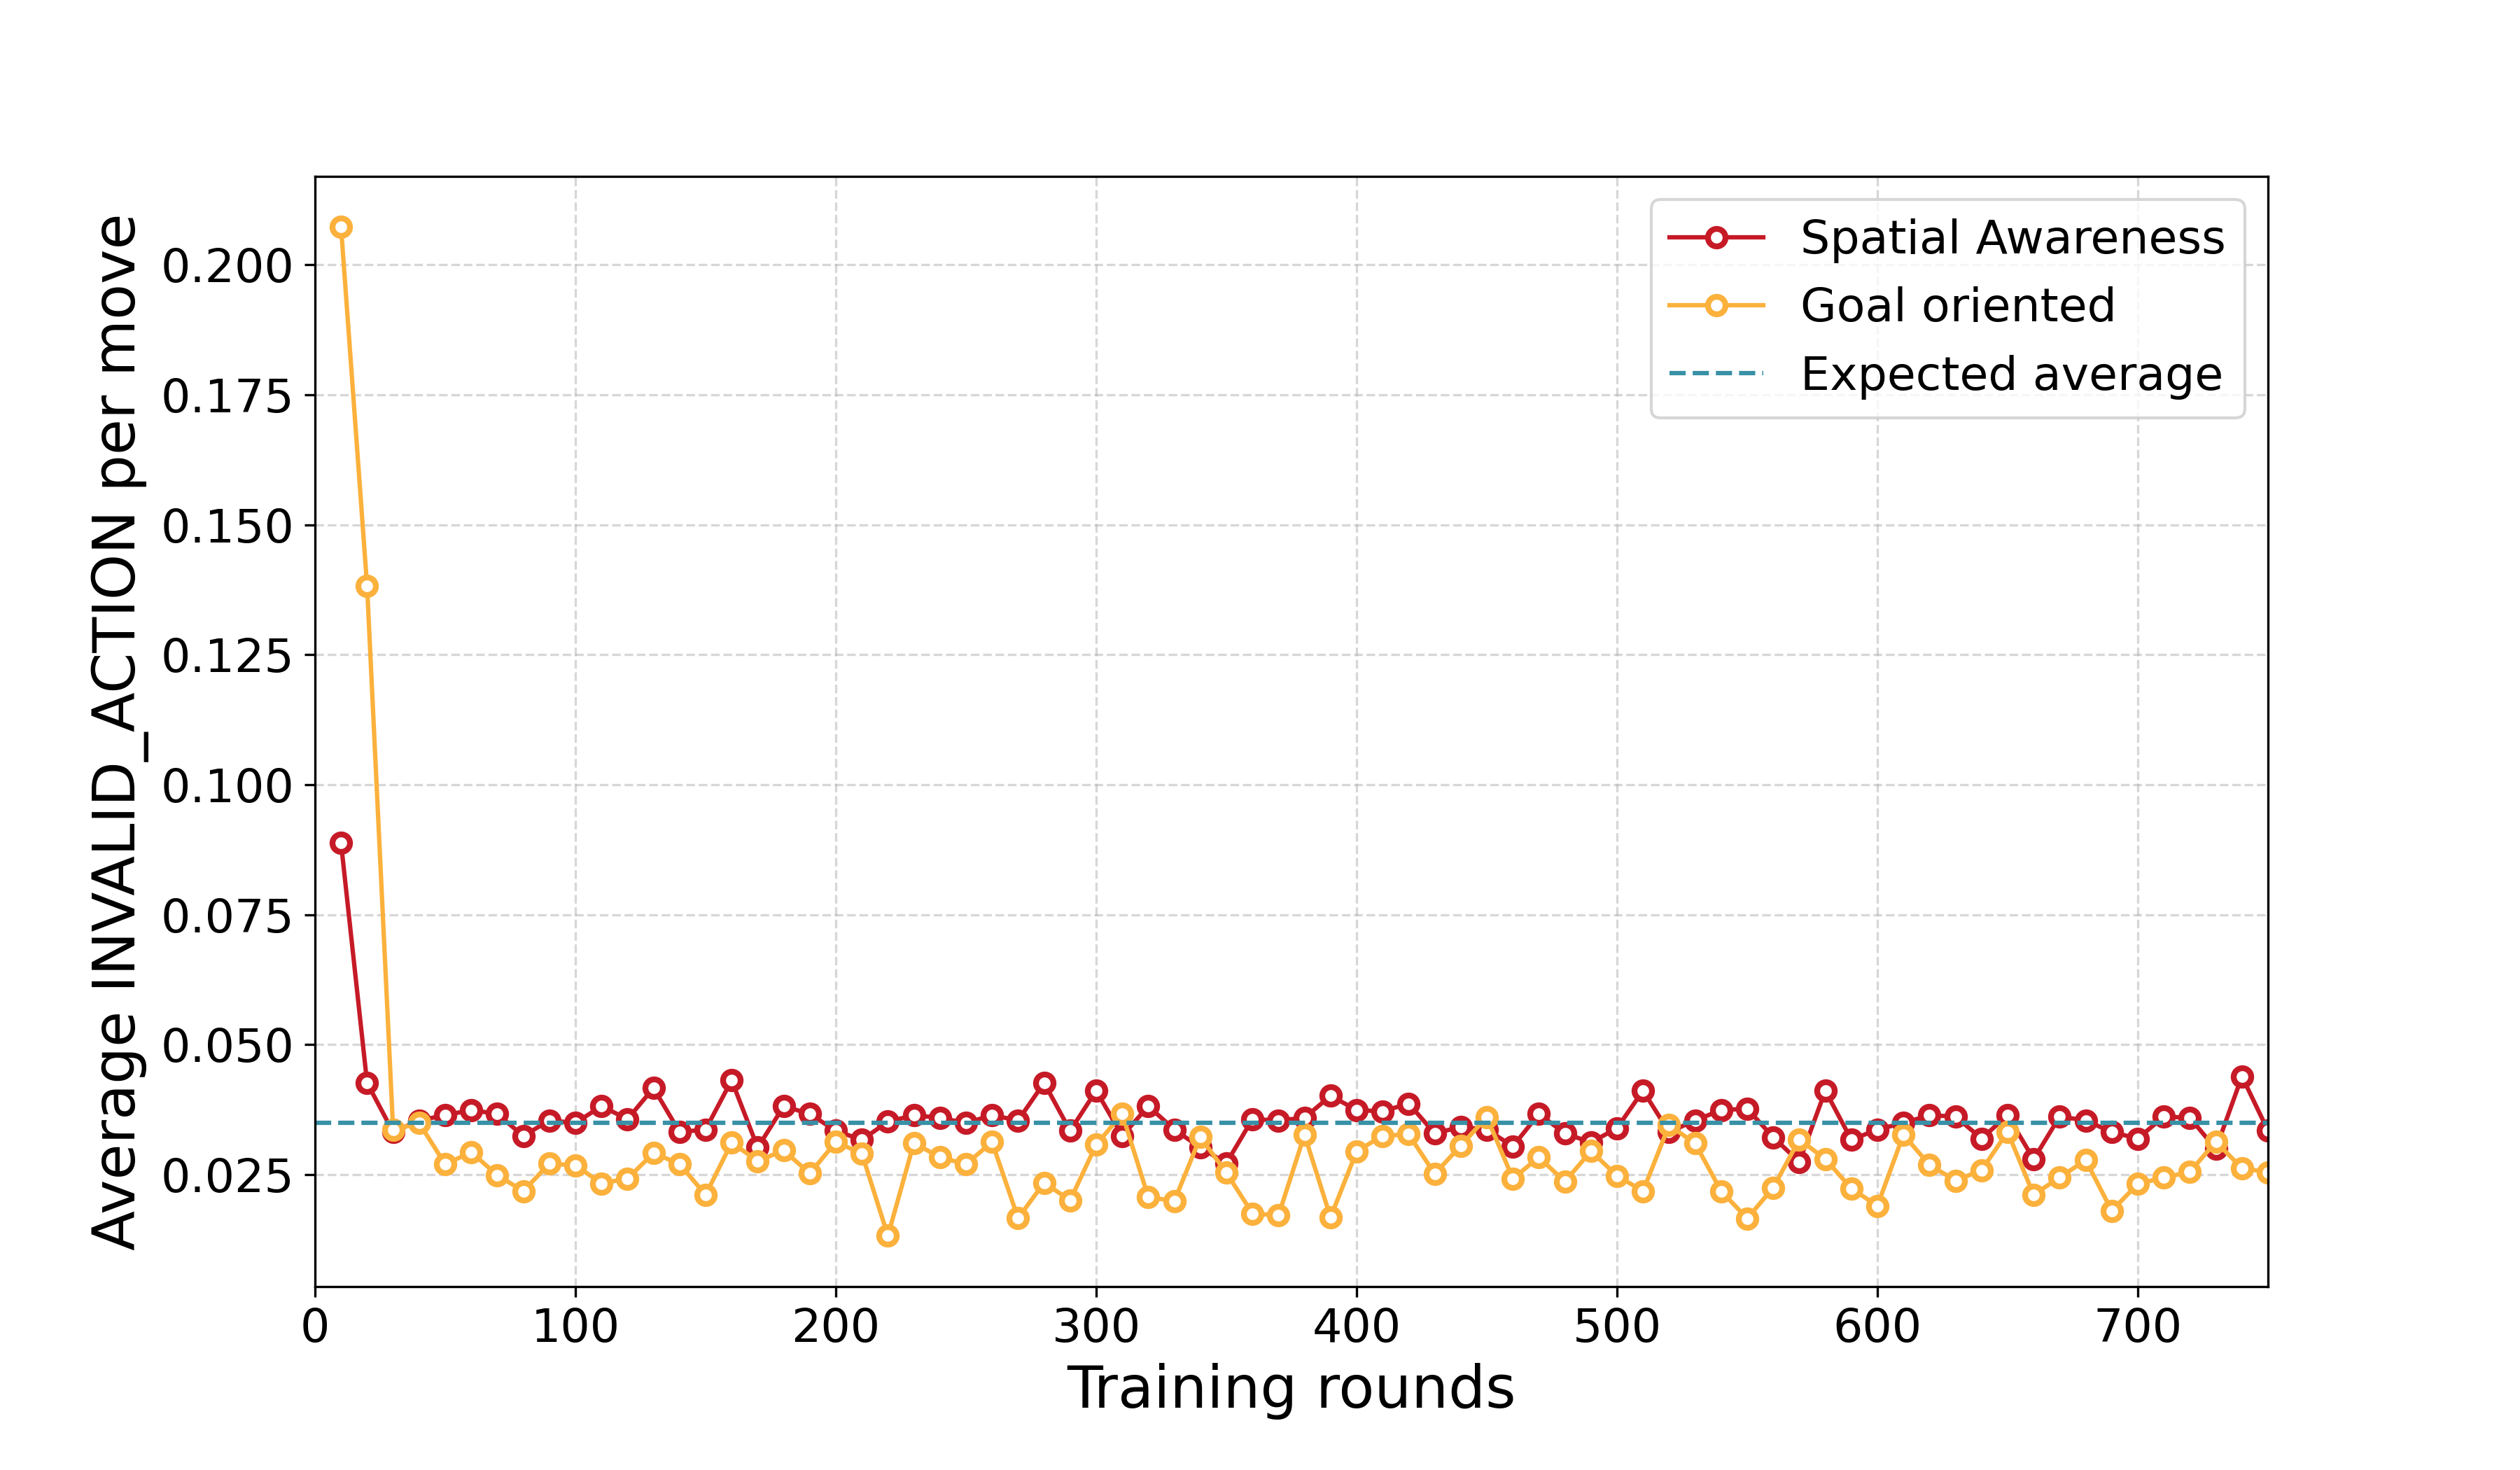 Average INVALID_ACTION per move
0.200
0.175
0.150
0.125
0.100
0.075
0.050
0.025
Spatial Awareness
Goal oriented
Expected average
0 100 200 300 400 500 600 700
Training rounds